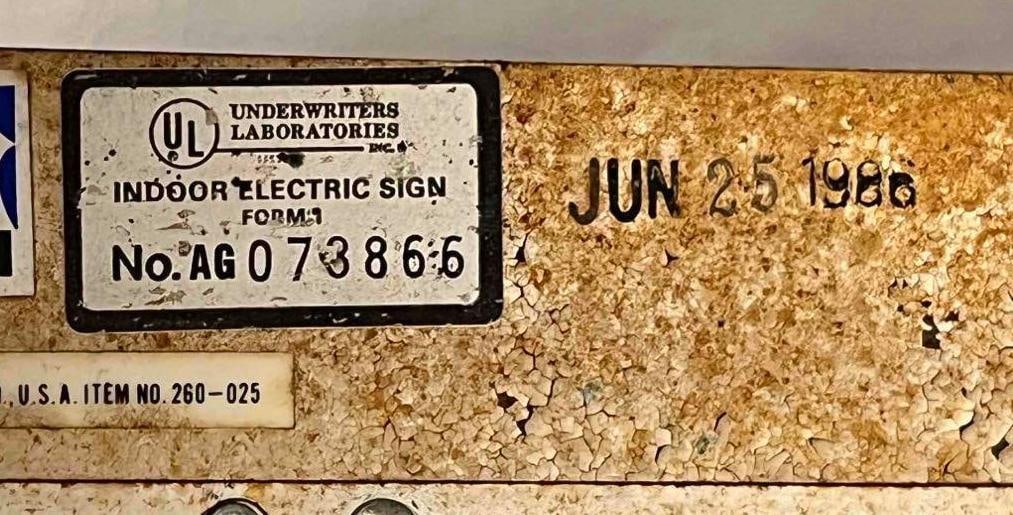 UL UNDERWRITERS
LABORATORIES
INC. ®
INDOOR ELECTRIC SIGN
FORM 1
No. AG 073866
JUN 25 1986
., U.S.A. ITEM NO. 260-025